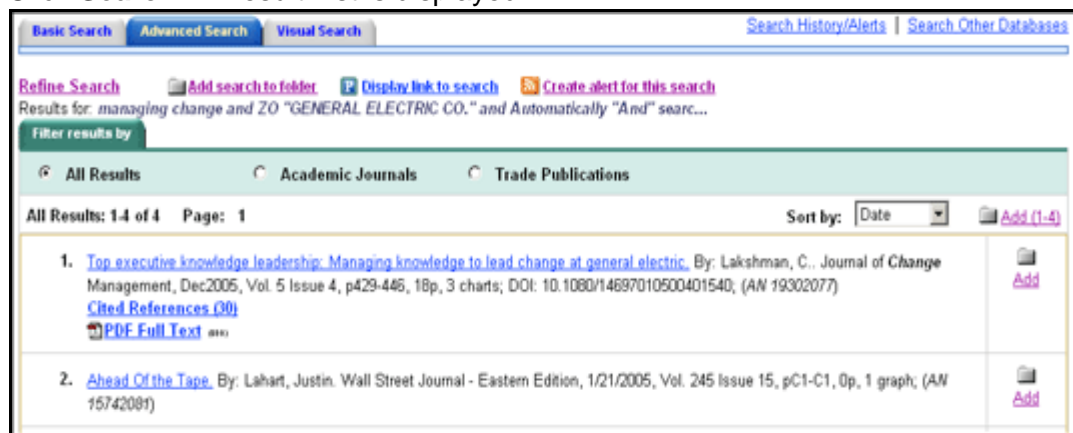 Basic Search Advanced Search Visual Search Search History/Alerts | Search Other Databases
Refine Search Add search to folder Display link to search Create alert for this search
Results for: managing change and ZO "GENERAL ELECTRIC CO." and Automatically "And" searc...
Filter results by
All Results Academic Journals Trade Publications
All Results: 1-4 of 4 Page: 1 Sort by: Date Add (1-4)
1. Top executive knowledge leadership: Managing knowledge to lead change at general electric. By: Lakshman, C.. Journal of Change
Management, Dec2005, Vol. 5 Issue 4, p429-446, 18p, 3 charts; DOI: 10.1080/14697010500401540; (AN 19302077)
Add
Cited References (30)
PDF Full Text
2. Ahead Of the Tape. By: Lahart, Justin. Wall Street Journal - Eastern Edition, 1/21/2005, Vol. 245 Issue 15, pC1-C1, 0p, 1 graph; (AN
15742081)
Add